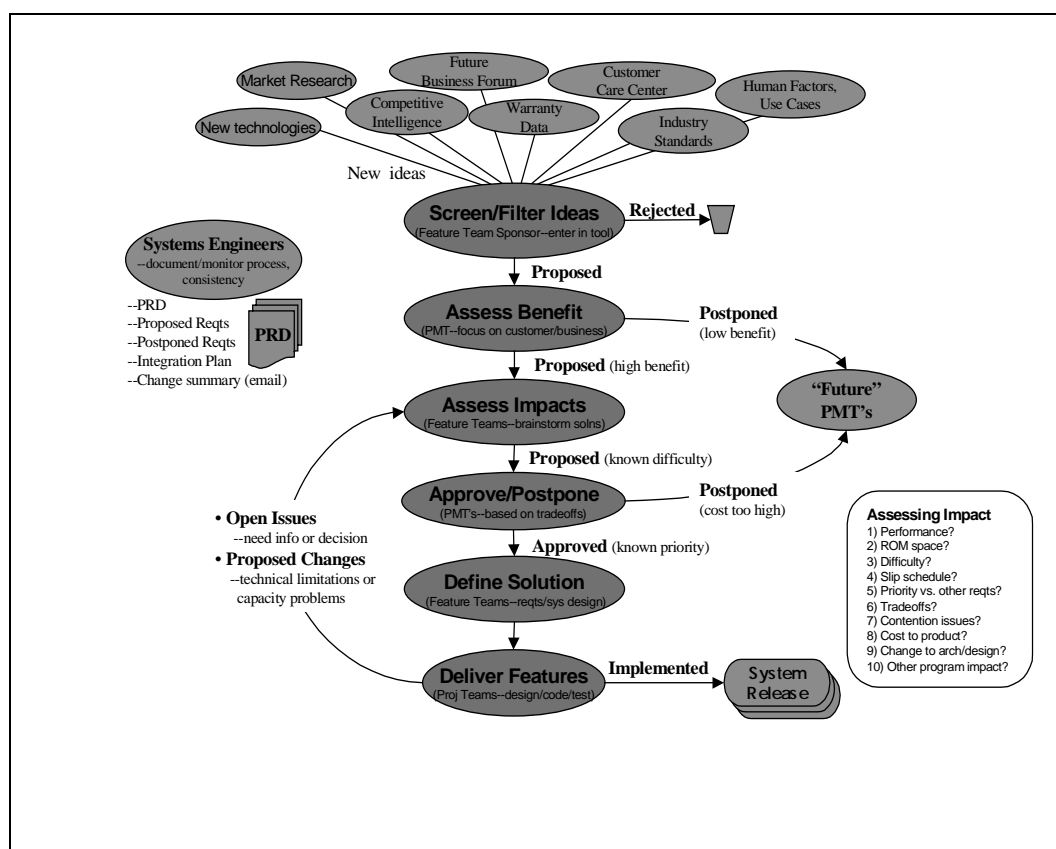 Future
Business Forum
Customer
Care Center
Market Research
Human Factors,
Use Cases
Competitive
Intelligence
Warranty
Data
Industry
Standards
New technologies
New ideas
Screen/Filter Ideas
(Feature Team Sponsor--enter in tool)
Rejected
Systems Engineers
--document/monitor process,
consistency
Proposed
--PRD
--Proposed Reqts
--Postponed Reqts
--Integration Plan
--Change summary (email)
PRD
Assess Benefit
(PMT--focus on customer/business)
Postponed
(low benefit)
Proposed (high benefit)
"Future"
PMT's
Assess Impacts
(Feature Teams--brainstorm solns)
Proposed (known difficulty)
Approve/Postpone
(PMT's--based on tradeoffs)
Postponed
(cost too high)
• Open Issues
--need info or decision
• Proposed Changes
--technical limitations or
capacity problems
Approved (known priority)
Define Solution
(Feature Teams--reqts/sys design)
Assessing Impact
1) Performance?
2) ROM space?
3) Difficulty?
4) Slip schedule?
5) Priority vs. other reqts?
6) Tradeoffs?
7) Contention issues?
8) Cost to product?
9) Change to arch/design?
10) Other program impact?
Deliver Features
(Proj Teams--design/code/test)
Implemented
System
Release